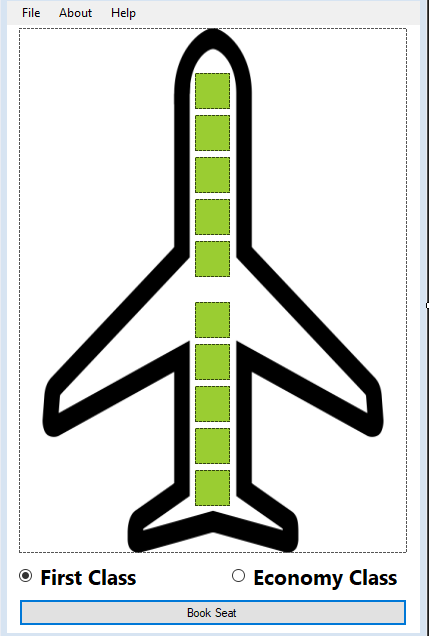 File About Help
First Class Economy Class
Book Seat